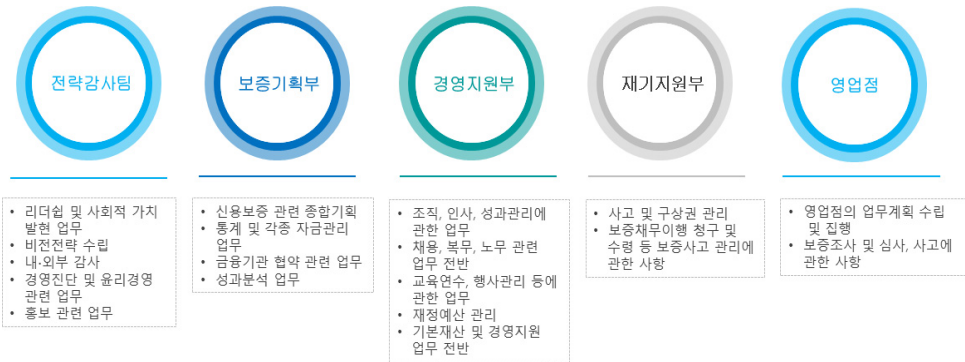 전략감사팀
보증기획부
경영지원부
재기지원부
영업점
• 리더쉽 및 사회적 가치
발현 업무
• 비전전략 수립
• 내·외부 감사
• 경영진단 및 윤리경영
관련 업무
• 홍보 관련 업무
• 신용보증 관련 종합기획
• 통계 및 각종 자금관리
업무
• 금융기관 협약 관련 업무
• 성과분석 업무
• 조직, 인사, 성과관리에
관한 업무
• 채용, 복무, 노무 관련
업무 전반
• 교육연수, 행사관리 등에
관한 업무
• 재정예산 관리
• 기본재산 및 경영지원
업무 전반
• 사고 및 구상권 관리
• 보증채무이행 청구 및
수령 등 보증사고 관리에
관한 사항
• 영업점의 업무계획 수립
및 집행
• 보증조사 및 심사, 사고에
관한 사항